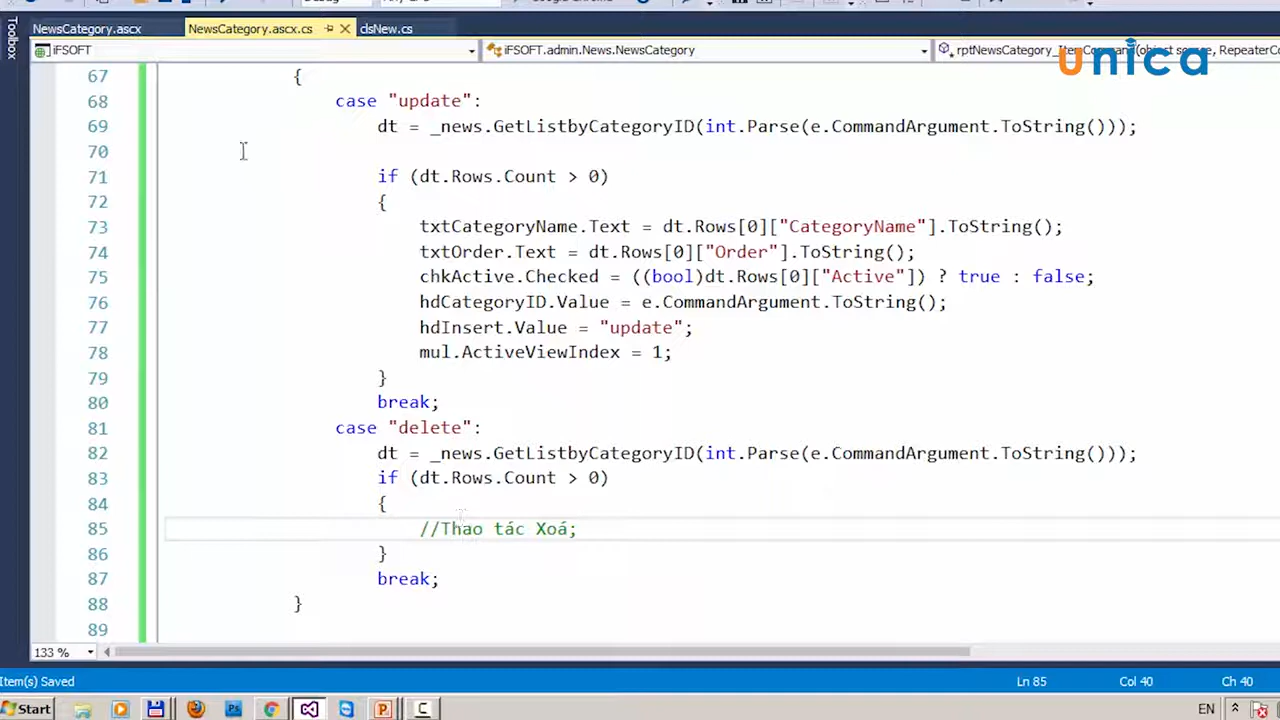 Toolbox
NewsCategory.ascx
NewsCategory.ascx.cs
clsNew.cs
iFSOFT
iFSOFT.admin.News.NewsCategory
rptNewsCategory_ItemCommand(object source, RepeaterCo
unica
67 {
68 case "update":
69 dt = _news.GetListbyCategoryID(int.Parse(e.CommandArgument.ToString()));
70
71 if (dt.Rows.Count > 0)
72 {
73 txtCategoryName.Text = dt.Rows[0]["CategoryName"].ToString();
74 txtOrder.Text = dt.Rows[0]["Order"].ToString();
75 chkActive.Checked = ((bool)dt.Rows[0]["Active"]) ? true : false;
76 hdCategoryID.Value = e.CommandArgument.ToString();
77 hdInsert.Value = "update";
78 mul.ActiveViewIndex = 1;
79 }
80 break;
81 case "delete":
82 dt = _news.GetListbyCategoryID(int.Parse(e.CommandArgument.ToString()));
83 if (dt.Rows.Count > 0)
84 {
85 //Thao tác Xoá;
86 }
87 break;
88 }
89
133 %
Item(s) Saved
Ln 85
Col 40
Ch 40
Start
EN